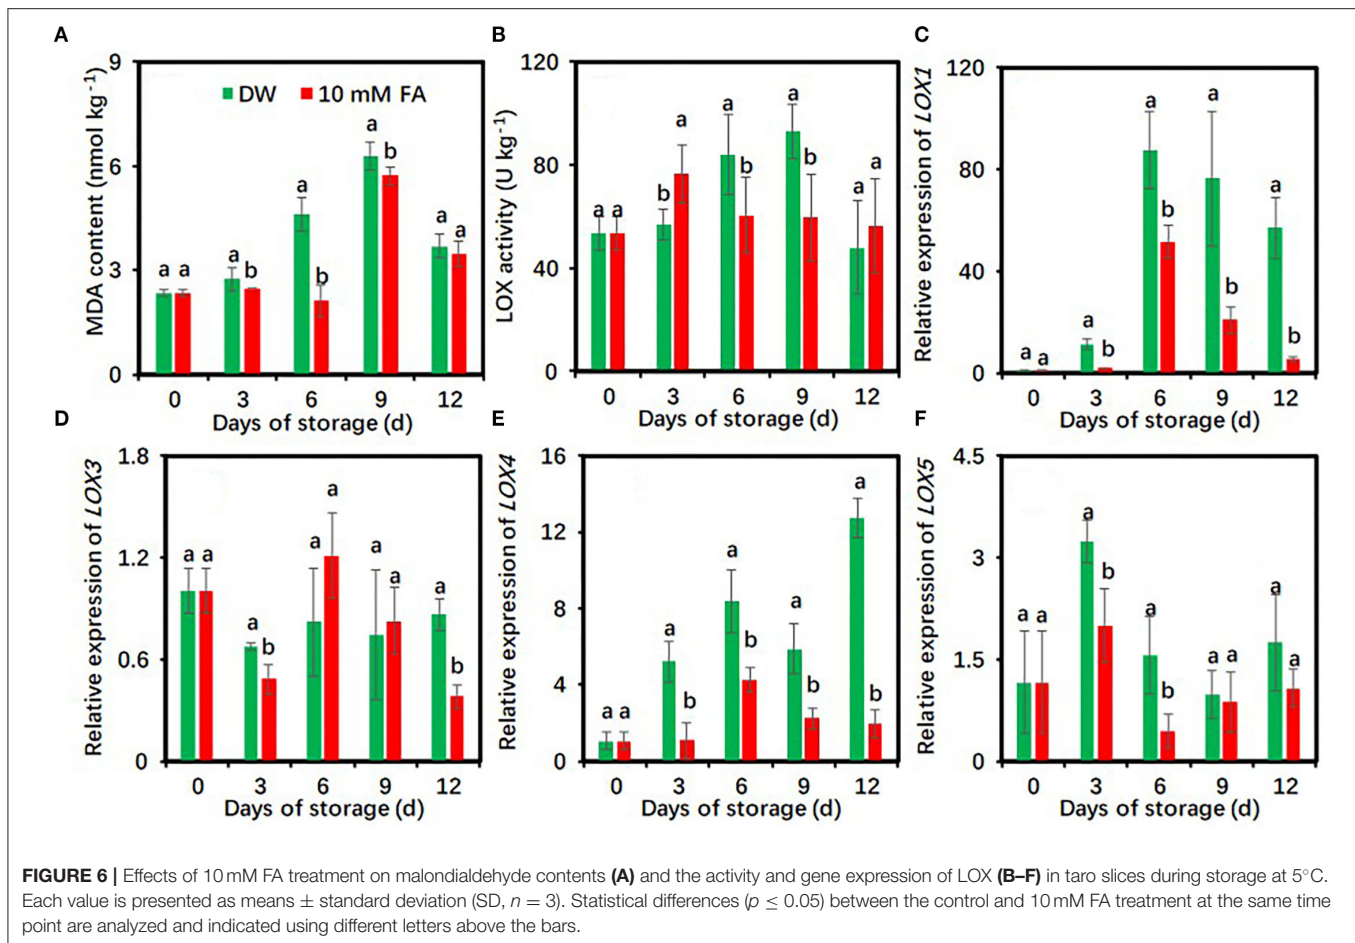 A
MDA content (nmol kg⁻¹)
9
6
3
0
DW 10 mM FA
a a
a b
a b
a b
a a
0 3 6 9 12
Days of storage (d)
B
LOX activity (U kg⁻¹)
120
80
40
0
a a
b a
a b
a b
a a
0 3 6 9 12
Days of storage (d)
C
Relative expression of LOX1
120
80
40
0
a a
a b
a b
a b
a b
0 3 6 9 12
Days of storage (d)
D
Relative expression of LOX3
1.8
1.2
0.6
0
a a
a b
a a
a a
a b
0 3 6 9 12
Days of storage (d)
E
Relative expression of LOX4
16
12
8
4
0
a a
a b
a b
a b
a b
0 3 6 9 12
Days of storage (d)
F
Relative expression of LOX5
4.5
3
1.5
0
a a
a b
a b
a a
a a
0 3 6 9 12
Days of storage (d)
FIGURE 6 | Effects of 10 mM FA treatment on malondialdehyde contents (A) and the activity and gene expression of LOX (B–F) in taro slices during storage at 5°C.
Each value is presented as means ± standard deviation (SD, n = 3). Statistical differences (p ≤ 0.05) between the control and 10 mM FA treatment at the same time
point are analyzed and indicated using different letters above the bars.